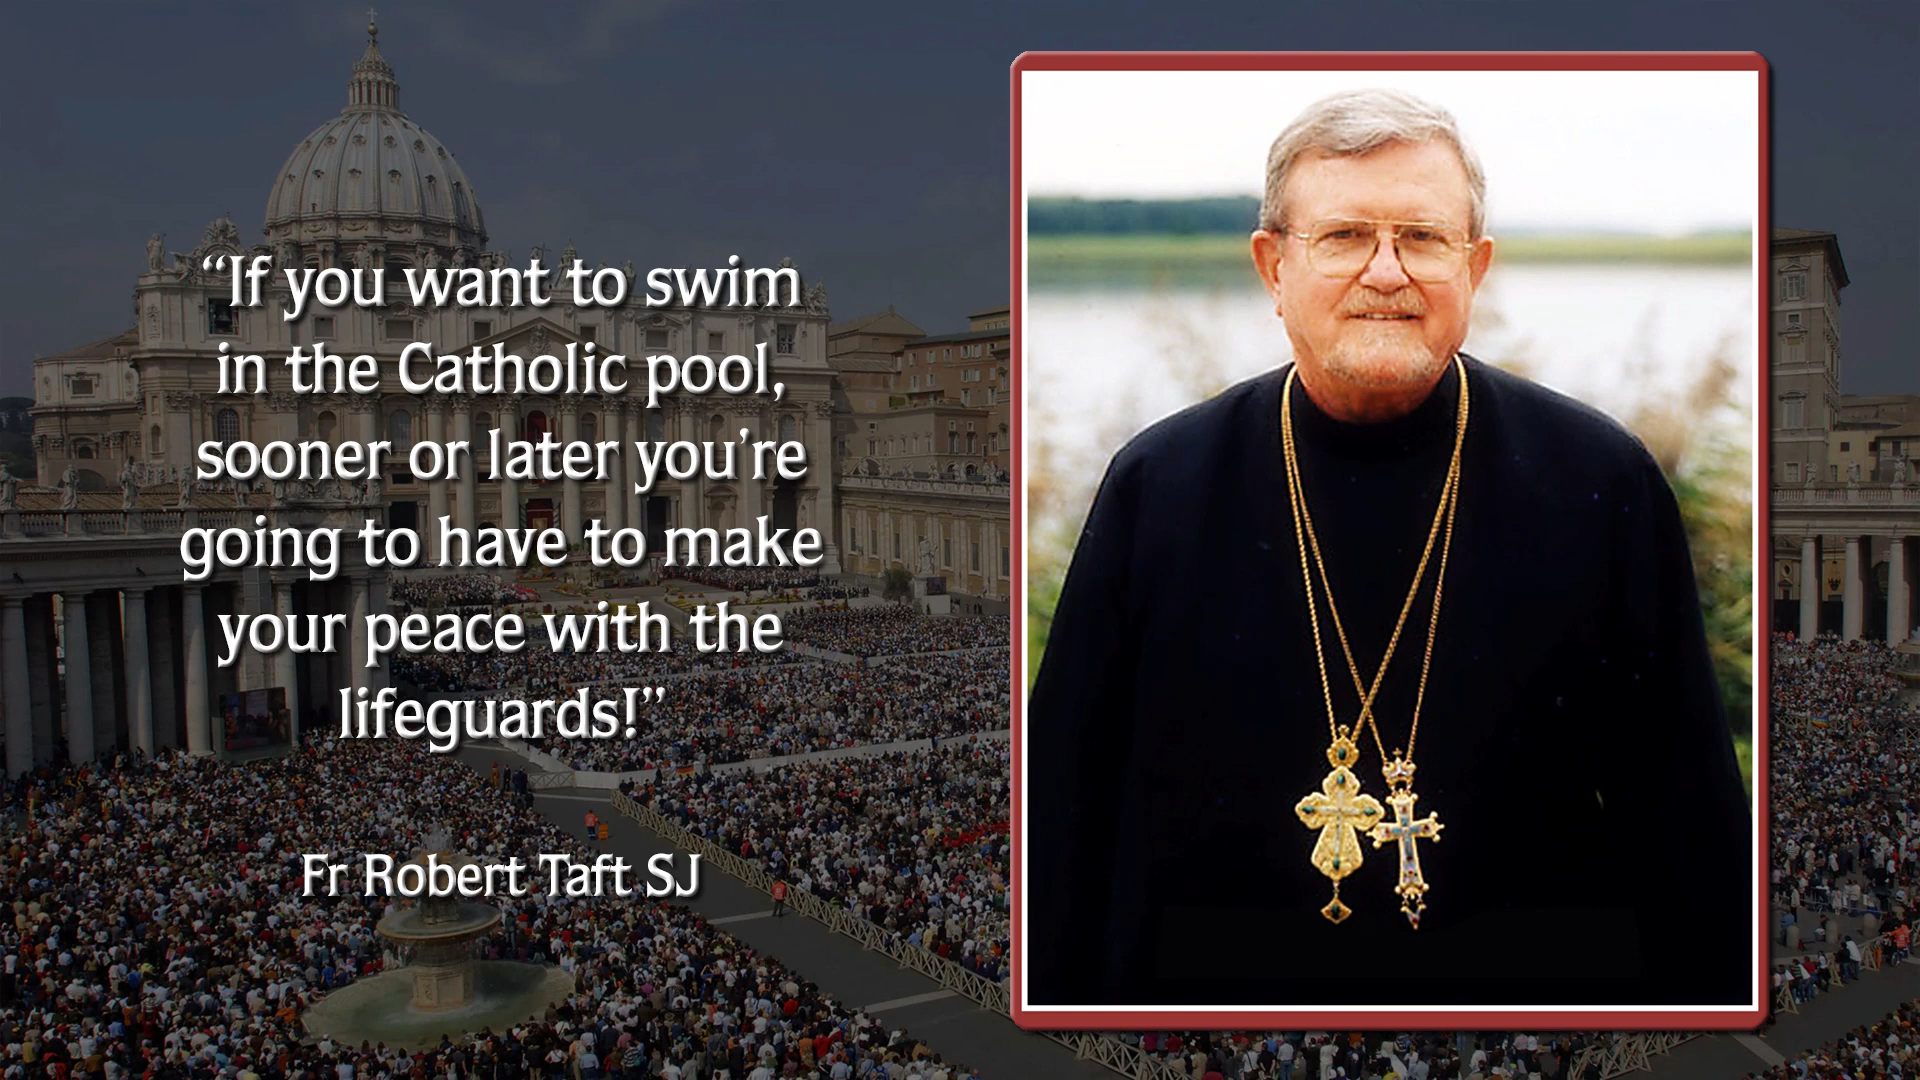 “If you want to swim
in the Catholic pool,
sooner or later you’re
going to have to make
your peace with the
lifeguards!”
Fr Robert Taft SJ